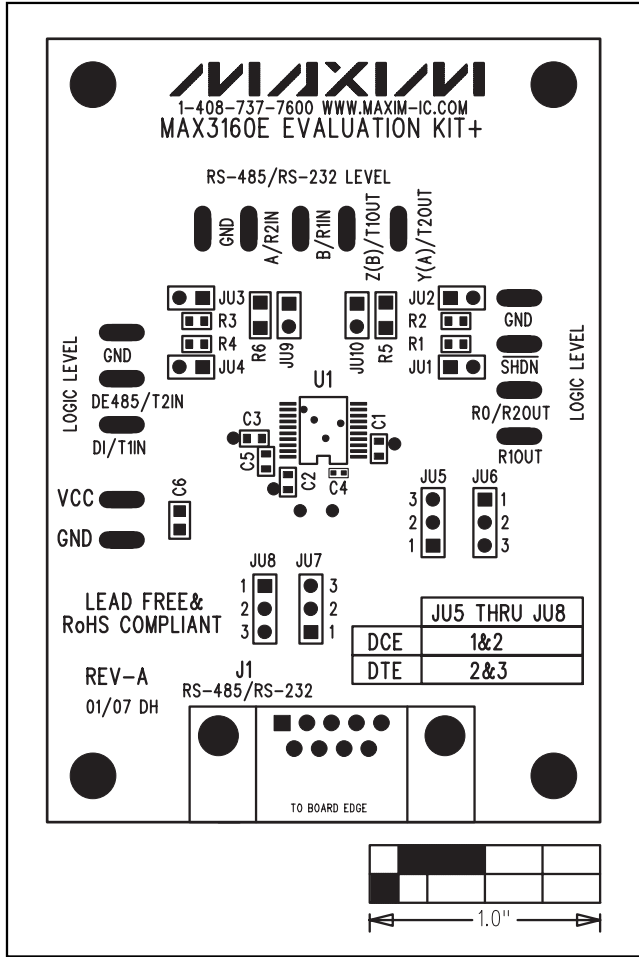 MAXIM
1-408-737-7600 WWW.MAXIM-IC.COM
MAX3160E EVALUATION KIT+
RS-485/RS-232 LEVEL
GND
A/R2IN
B/R1IN
Z(B)/T1OUT
Y(A)/T2OUT
JU3
R3
R4
JU4
R6
JU9
JU10
R5
JU2
R2
R1
JU1
GND
SHDN
RO/R2OUT
R1OUT
LOGIC LEVEL
LOGIC LEVEL
GND
DE485/T2IN
DI/T1IN
U1
C3
C5
C2
C4
C1
VCC
GND
C6
JU5
3
2
1
JU6
1
2
3
JU8
1
2
3
JU7
3
2
1
LEAD FREE&
RoHS COMPLIANT
JU5 THRU JU8
DCE 1&2
DTE 2&3
REV-A
01/07 DH
J1
RS-485/RS-232
TO BOARD EDGE
1.0"